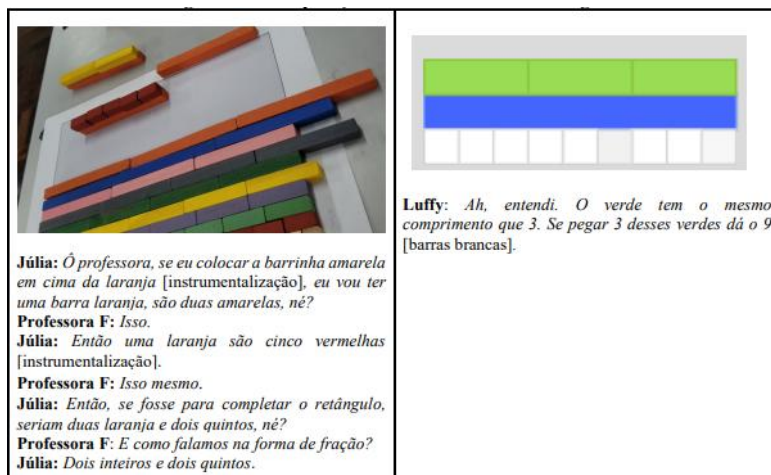 Júlia: Ô professora, se eu colocar a barrinha amarela
em cima da laranja [instrumentalização], eu vou ter
uma barra laranja, são duas amarelas, né?
Professora F: Isso.
Júlia: Então uma laranja são cinco vermelhas
[instrumentalização].
Professora F: Isso mesmo.
Júlia: Então, se fosse para completar o retângulo,
seriam duas laranja e dois quintos, né?
Professora F: E como falamos na forma de fração?
Júlia: Dois inteiros e dois quintos.
Luffy: Ah, entendi. O verde tem o mesmo
comprimento que 3. Se pegar 3 desses verdes dá o 9
[barras brancas].